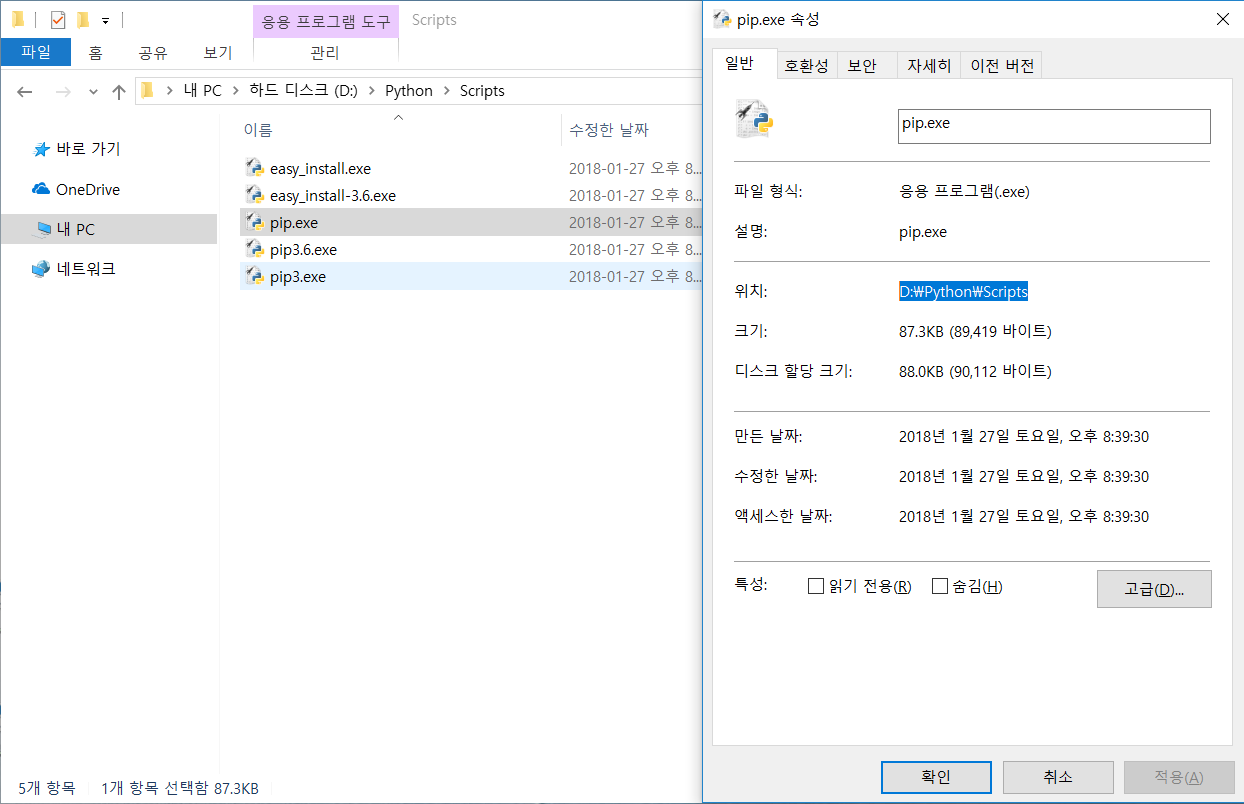 응용 프로그램 도구 Scripts
파일 홈 공유 보기 관리
내 PC 하드 디스크 (D:) Python Scripts
바로 가기
OneDrive
내 PC
네트워크
이름 수정한 날짜
easy_install.exe 2018-01-27 오후 8...
easy_install-3.6.exe 2018-01-27 오후 8...
pip.exe 2018-01-27 오후 8...
pip3.6.exe 2018-01-27 오후 8...
pip3.exe 2018-01-27 오후 8...
5개 항목 1개 항목 선택함 87.3KB
pip.exe 속성
일반 호환성 보안 자세히 이전 버전
pip.exe
파일 형식: 응용 프로그램(.exe)
설명: pip.exe
위치: D:₩Python₩Scripts
크기: 87.3KB (89,419 바이트)
디스크 할당 크기: 88.0KB (90,112 바이트)
만든 날짜: 2018년 1월 27일 토요일, 오후 8:39:30
수정한 날짜: 2018년 1월 27일 토요일, 오후 8:39:30
액세스한 날짜: 2018년 1월 27일 토요일, 오후 8:39:30
특성: 읽기 전용(R) 숨김(H) 고급(D)...
확인 취소 적용(A)